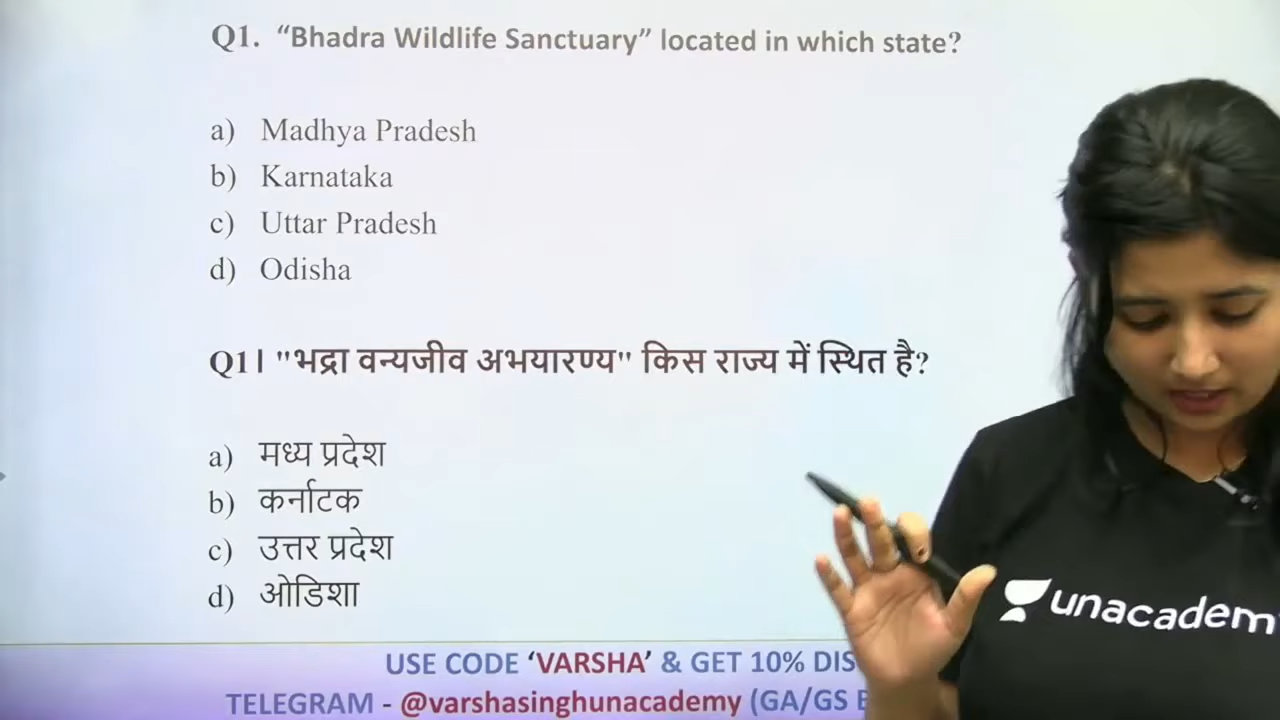 Q1. “Bhadra Wildlife Sanctuary” located in which state?
a) Madhya Pradesh
b) Karnataka
c) Uttar Pradesh
d) Odisha
Q1। "भद्रा वन्यजीव अभयारण्य" किस राज्य में स्थित है?
a) मध्य प्रदेश
b) कर्नाटक
c) उत्तर प्रदेश
d) ओडिशा
unacadem
USE CODE ‘VARSHA’ & GET 10% DIS
TELEGRAM - @varshasinghunacademy (GA/GS